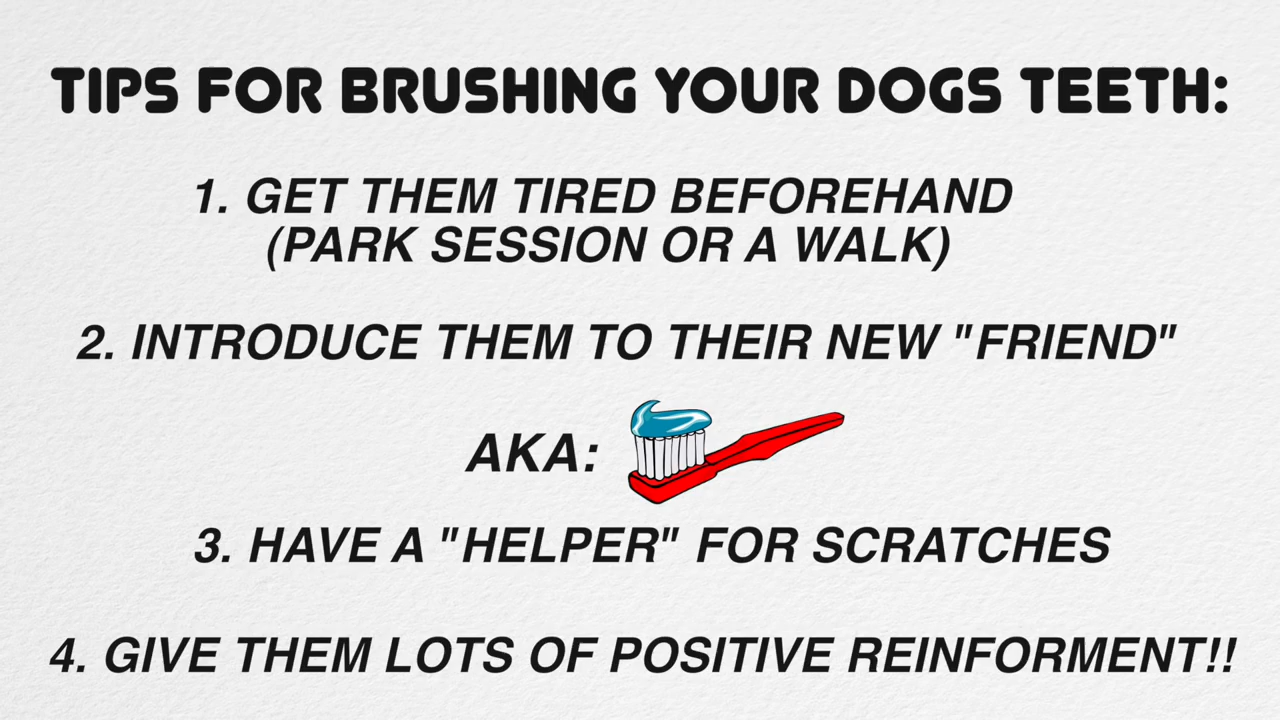 TIPS FOR BRUSHING YOUR DOGS TEETH:
1. GET THEM TIRED BEFOREHAND
(PARK SESSION OR A WALK)
2. INTRODUCE THEM TO THEIR NEW "FRIEND"
AKA:
3. HAVE A "HELPER" FOR SCRATCHES
4. GIVE THEM LOTS OF POSITIVE REINFORMENT!!